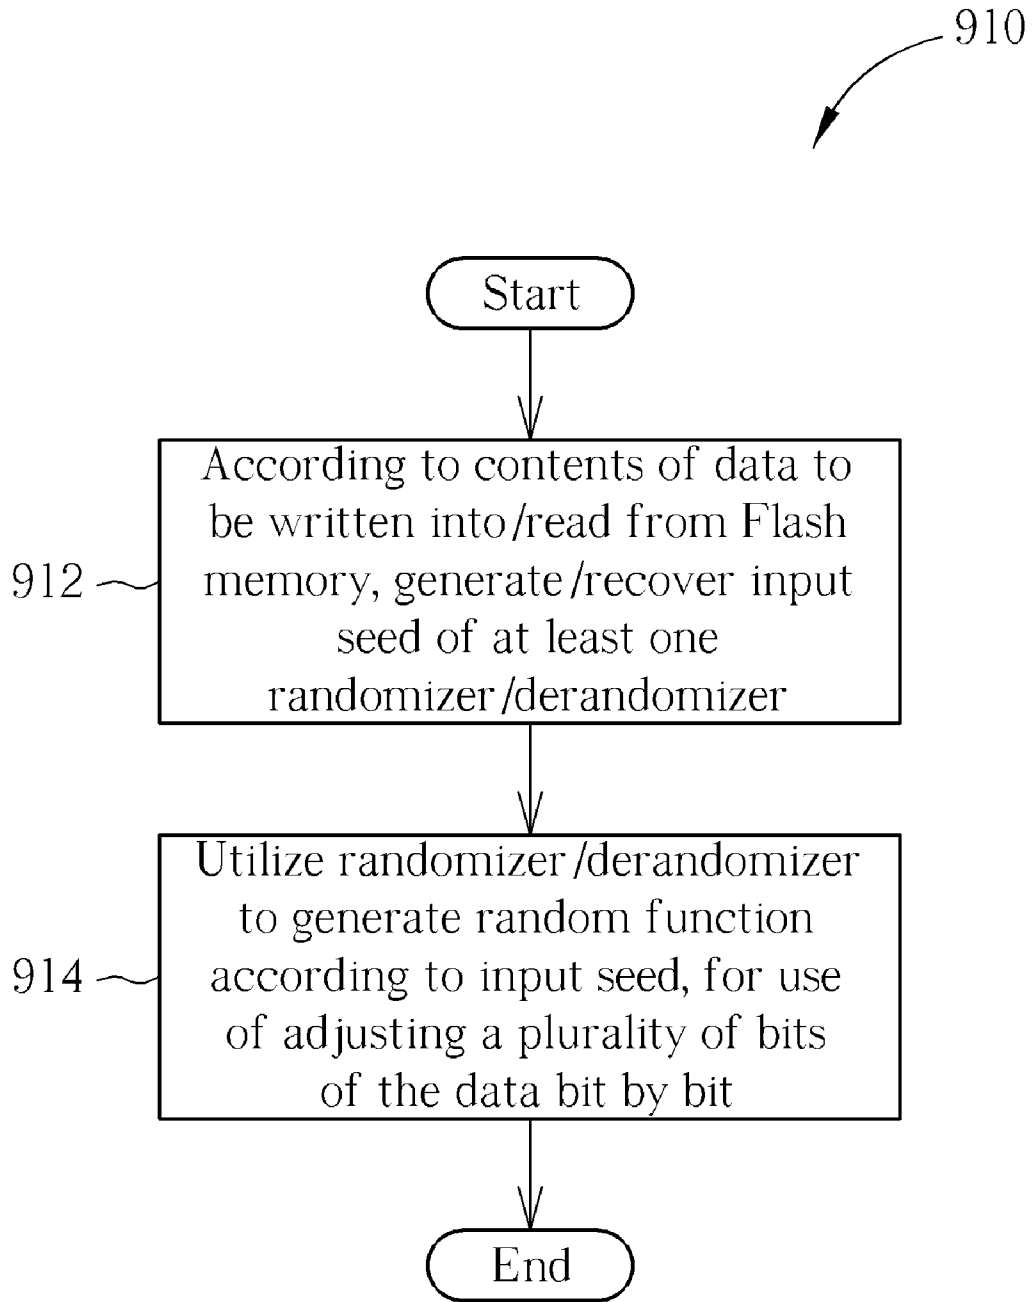 910
Start
According to contents of data to
be written into/read from Flash
memory, generate/recover input
seed of at least one
randomizer/derandomizer
912
Utilize randomizer/derandomizer
to generate random function
according to input seed, for use
of adjusting a plurality of bits
of the data bit by bit
914
End